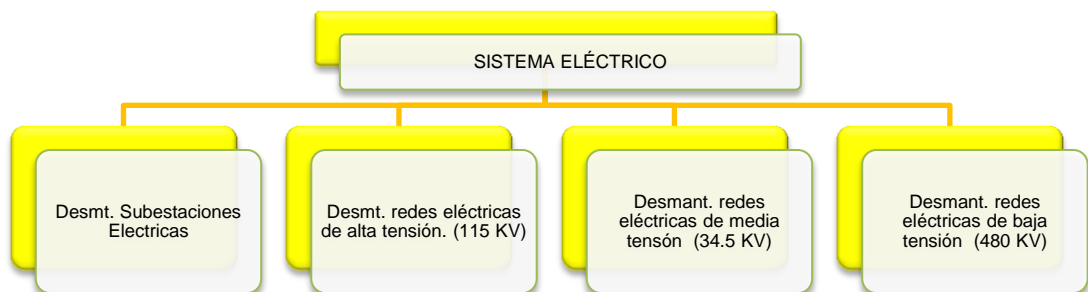 SISTEMA ELÉCTRICO
Desmt. Subestaciones
Electricas
Desmt. redes eléctricas
de alta tensión. (115 KV)
Desmant. redes
eléctricas de media
tensón (34.5 KV)
Desmant. redes
eléctricas de baja
tensión (480 KV)